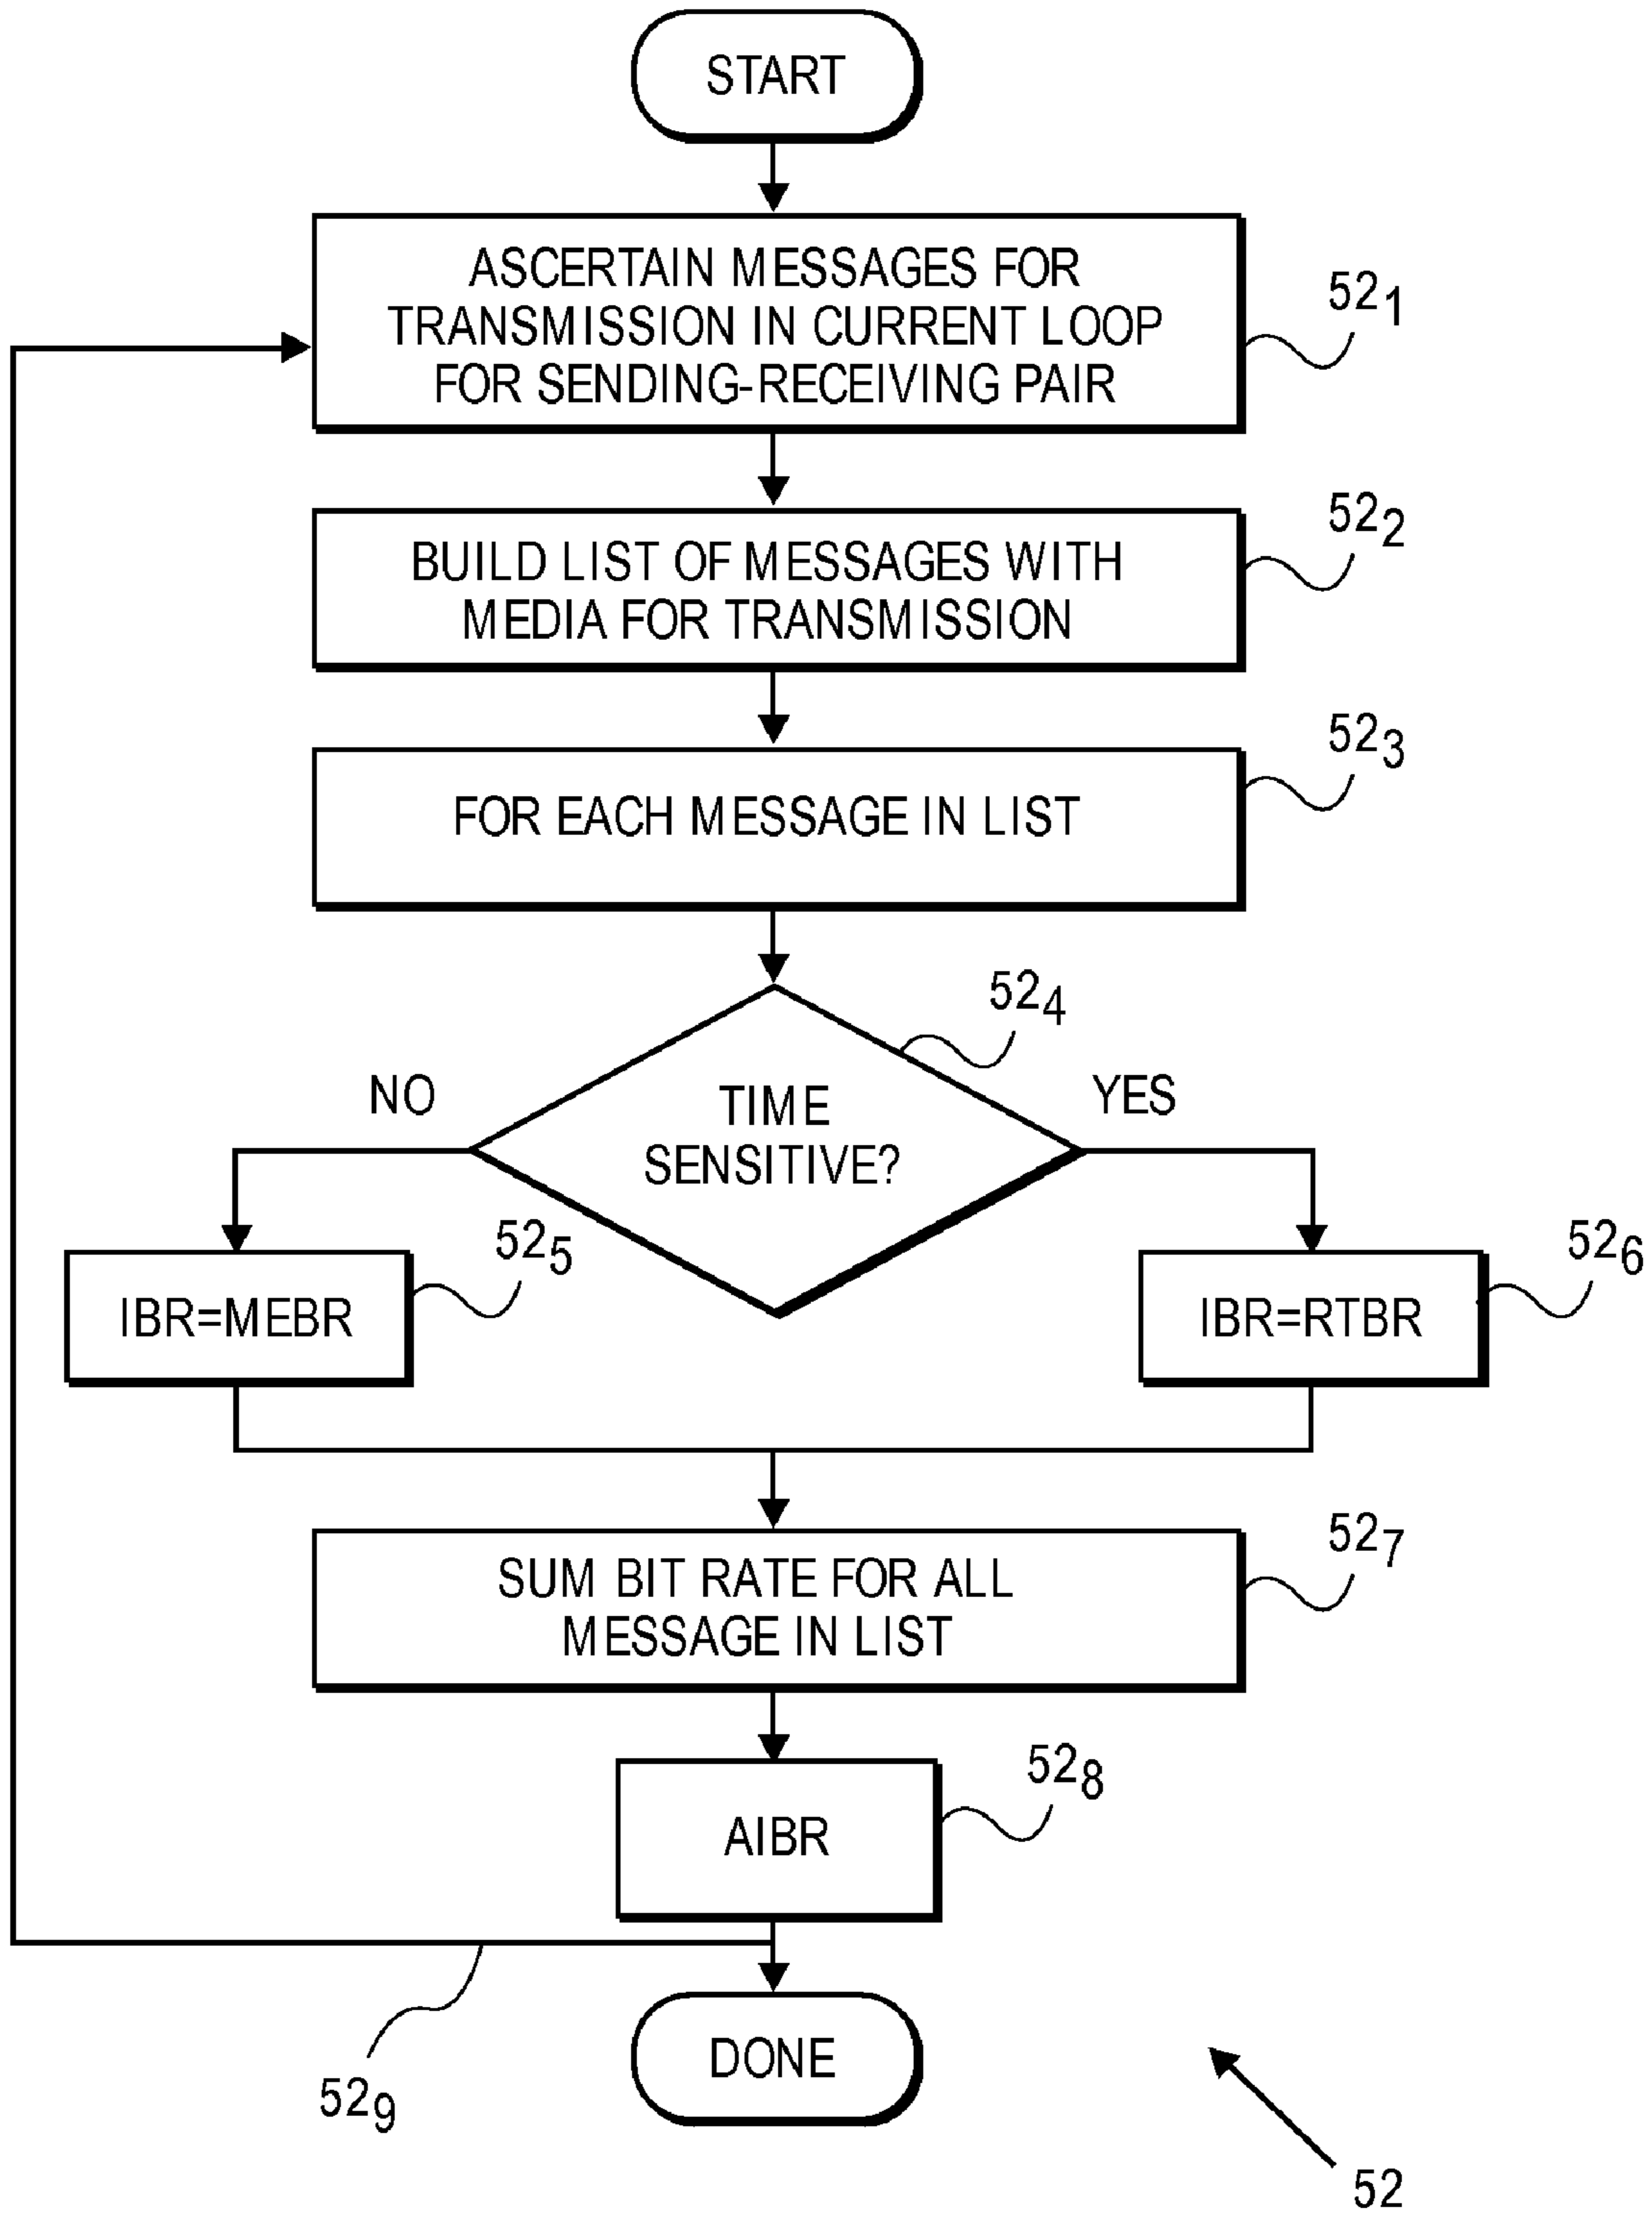 START
ASCERTAIN MESSAGES FOR
TRANSMISSION IN CURRENT LOOP
FOR SENDING-RECEIVING PAIR
52₁
BUILD LIST OF MESSAGES WITH
MEDIA FOR TRANSMISSION
52₂
FOR EACH MESSAGE IN LIST
52₃
TIME
SENSITIVE?
52₄
NO
YES
IBR=MEBR
52₅
IBR=RTBR
52₆
SUM BIT RATE FOR ALL
MESSAGE IN LIST
52₇
AIBR
52₈
DONE
52₉
52